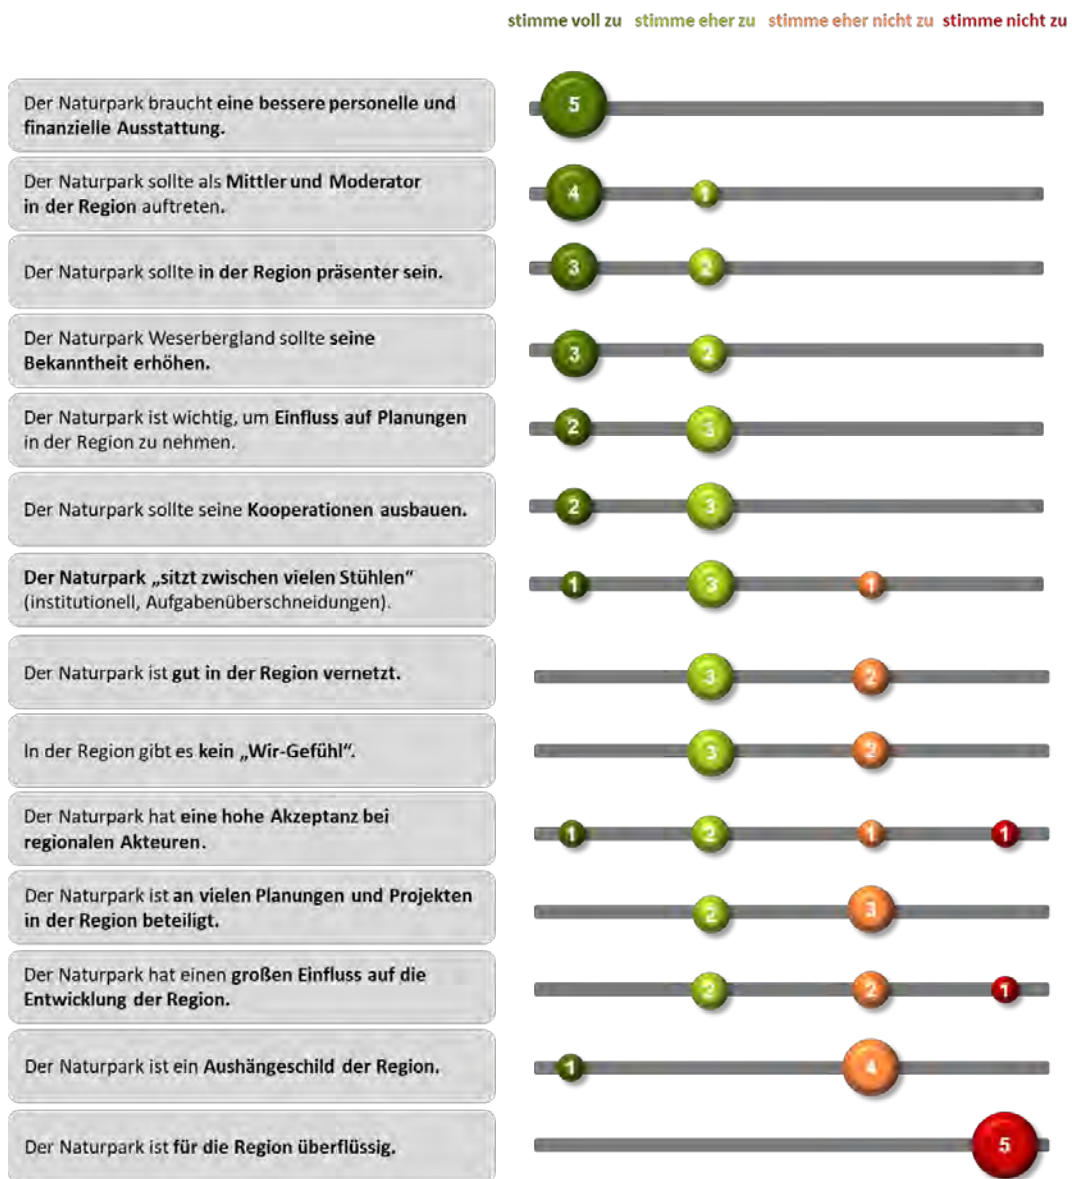 stimme voll zu stimme eher zu stimme eher nicht zu stimme nicht zu
Der Naturpark braucht eine bessere personelle und
finanzielle Ausstattung.
5
Der Naturpark sollte als Mittler und Moderator
in der Region auftreten.
4 1
Der Naturpark sollte in der Region präsenter sein.
3 2
Der Naturpark Weserbergland sollte seine
Bekanntheit erhöhen.
3 2
Der Naturpark ist wichtig, um Einfluss auf Planungen
in der Region zu nehmen.
2 3
Der Naturpark sollte seine Kooperationen ausbauen.
2 3
Der Naturpark „sitzt zwischen vielen Stühlen“
(institutionell, Aufgabenüberschneidungen).
1 3 1
Der Naturpark ist gut in der Region vernetzt.
3 2
In der Region gibt es kein „Wir-Gefühl“.
3 2
Der Naturpark hat eine hohe Akzeptanz bei
regionalen Akteuren.
1 2 1 1
Der Naturpark ist an vielen Planungen und Projekten
in der Region beteiligt.
2 3
Der Naturpark hat einen großen Einfluss auf die
Entwicklung der Region.
2 2 1
Der Naturpark ist ein Aushängeschild der Region.
1 4
Der Naturpark ist für die Region überflüssig.
5